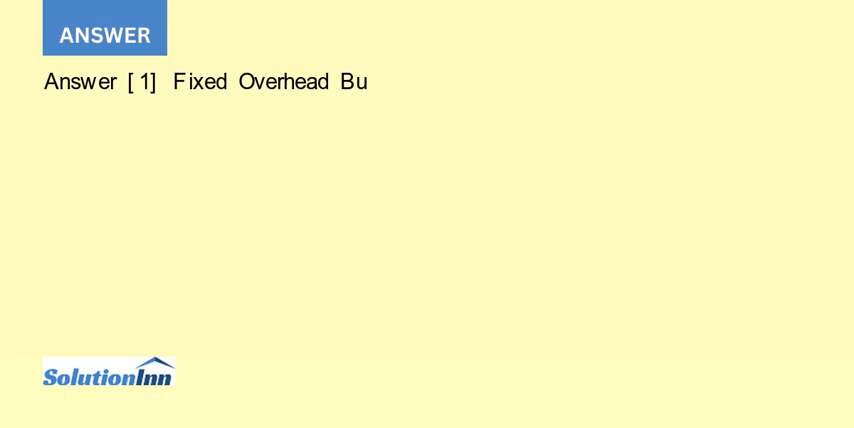 ANSWER
Answer [ 1] Fixed Overhead Bu
SolutionInn